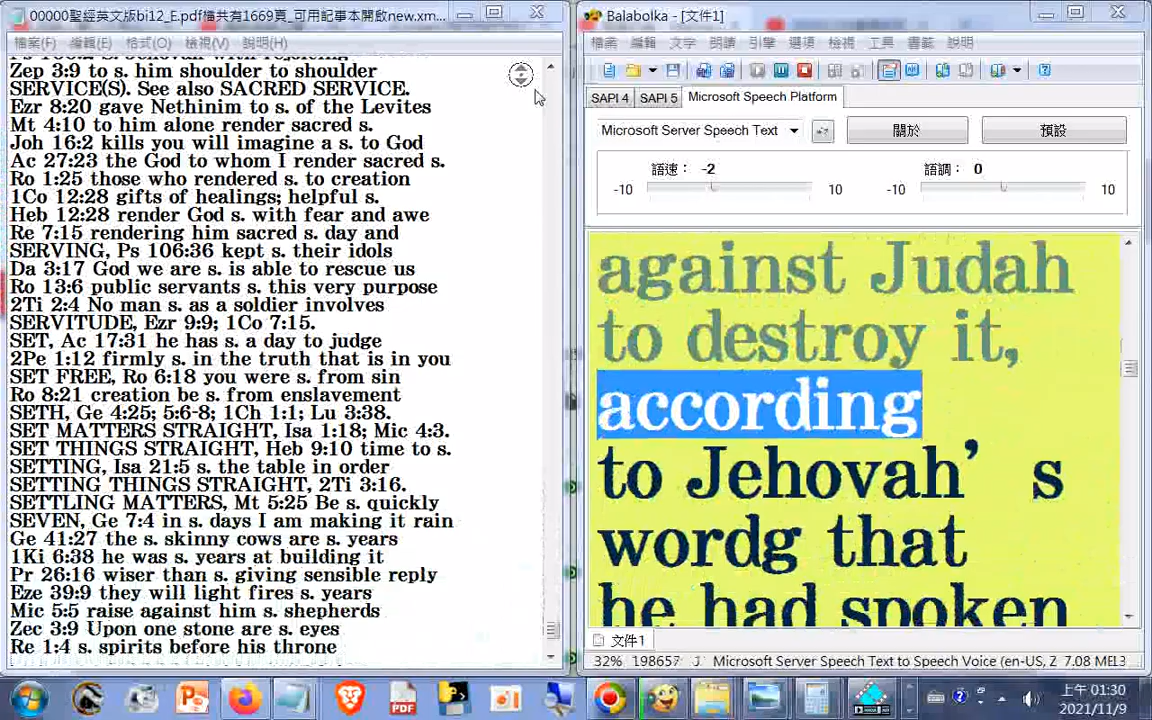 00000聖經英文版bi12_E.pdf檔共有1669頁_可用記事本開啟new.xm...
檔案(F) 編輯(E) 格式(O) 檢視(V) 說明(H)
Zep 3:9 to s. him shoulder to shoulder
SERVICE(S). See also SACRED SERVICE.
Ezr 8:20 gave Nethinim to s. of the Levites
Mt 4:10 to him alone render sacred s.
Joh 16:2 kills you will imagine a s. to God
Ac 27:23 the God to whom I render sacred s.
Ro 1:25 those who rendered s. to creation
1Co 12:28 gifts of healings; helpful s.
Heb 12:28 render God s. with fear and awe
Re 7:15 rendering him sacred s. day and
SERVING, Ps 106:36 kept s. their idols
Da 3:17 God we are s. is able to rescue us
Ro 13:6 public servants s. this very purpose
2Ti 2:4 No man s. as a soldier involves
SERVITUDE, Ezr 9:9; 1Co 7:15.
SET, Ac 17:31 he has s. a day to judge
2Pe 1:12 firmly s. in the truth that is in you
SET FREE, Ro 6:18 you were s. from sin
Ro 8:21 creation be s. from enslavement
SETH, Ge 4:25; 5:6-8; 1Ch 1:1; Lu 3:38.
SET MATTERS STRAIGHT, Isa 1:18; Mic 4:3.
SET THINGS STRAIGHT, Heb 9:10 time to s.
SETTING, Isa 21:5 s. the table in order
SETTING THINGS STRAIGHT, 2Ti 3:16.
SETTLING MATTERS, Mt 5:25 Be s. quickly
SEVEN, Ge 7:4 in s. days I am making it rain
Ge 41:27 the s. skinny cows are s. years
1Ki 6:38 he was s. years at building it
Pr 26:16 wiser than s. giving sensible reply
Eze 39:9 they will light fires s. years
Mic 5:5 raise against him s. shepherds
Zec 3:9 Upon one stone are s. eyes
Re 1:4 s. spirits before his throne
Balabolka - [文件1]
檔案 編輯 文字 朗讀 引擎 選項 檢視 工具 書籤 說明
SAPI 4 SAPI 5 Microsoft Speech Platform
Microsoft Server Speech Text 關於 預設
語速： -2 語調： 0
-10 10 -10 10
against Judah
to destroy it,
according
to Jehovah’s
wordg that
he had spoken
文件1
32% 198657 Microsoft Server Speech Text to Speech Voice (en-US, Z 7.08 ME
上午 01:30
2021/11/9